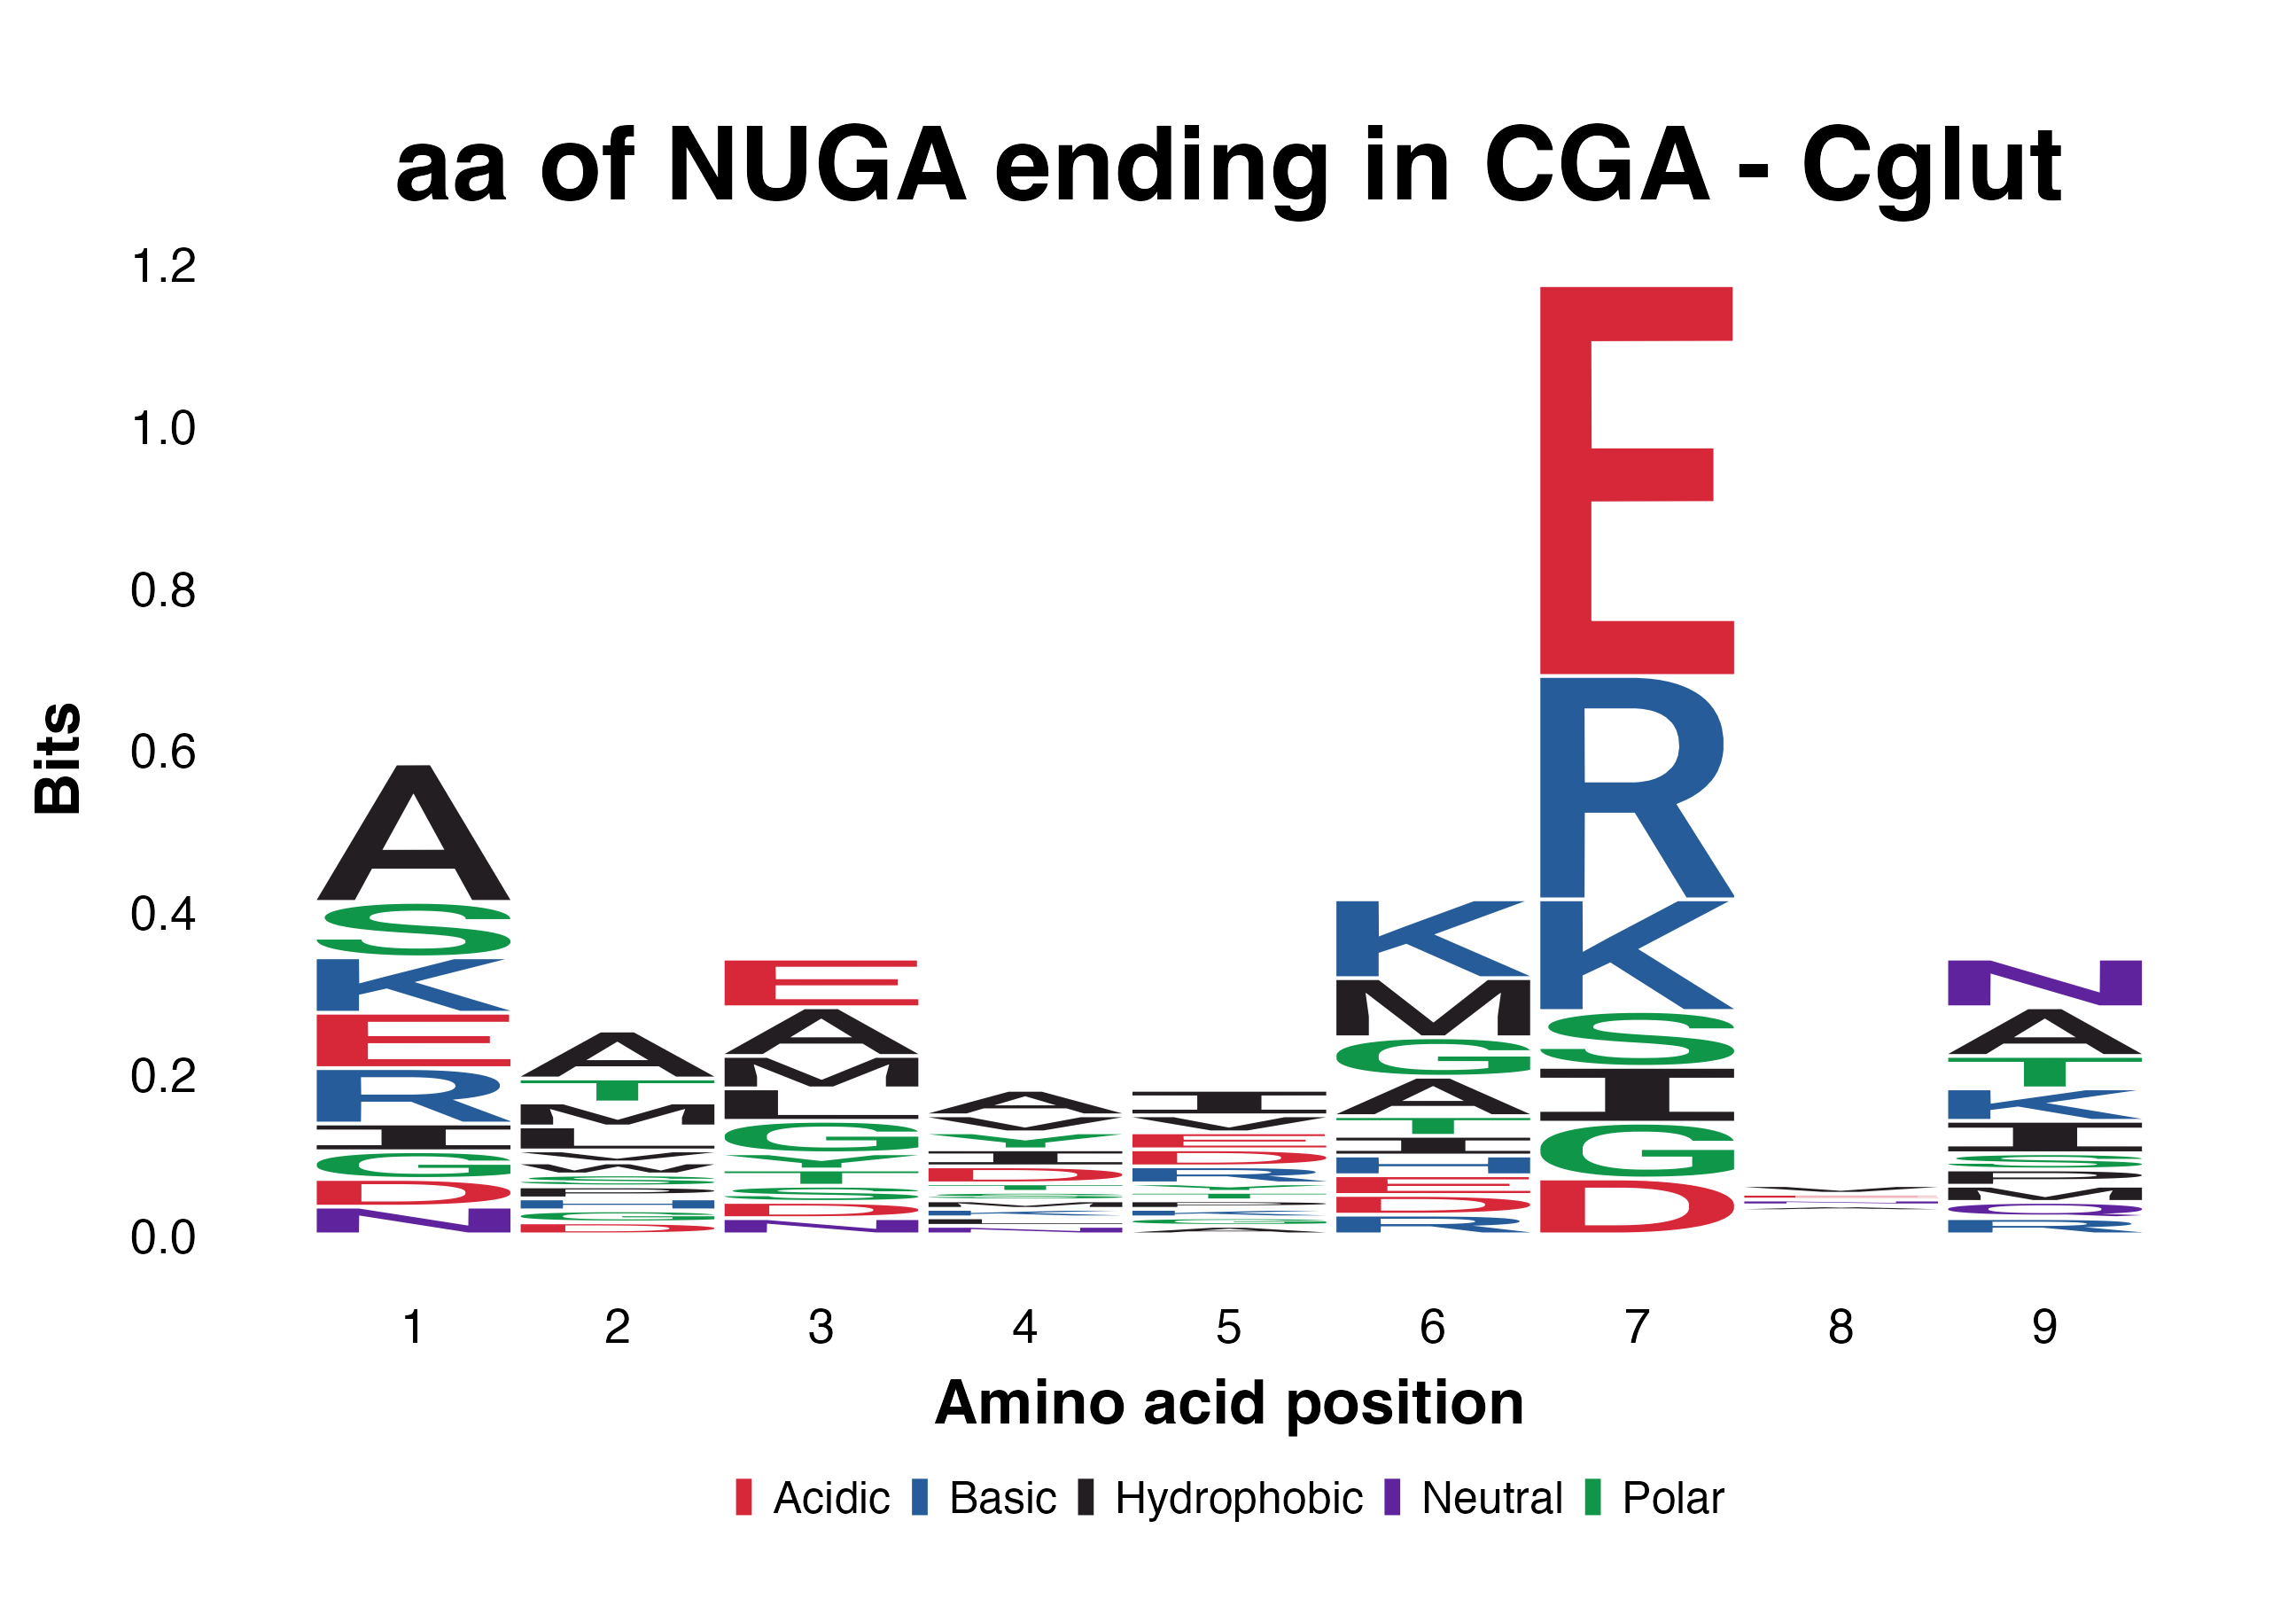 aa of NUGA ending in CGA - Cglut
1.2
1.0
0.8
0.6
0.4
0.2
0.0
Bits
A
S
K
E
R
I
G
D
N
A
T
M
L
E
A
M
L
G
Y
T
S
D
N
A
V
Y
I
D
I
V
E
D
R
K
M
G
A
T
I
H
E
D
R
E
R
K
S
I
G
D
N
A
T
K
I
G
L
M
Q
R
1 2 3 4 5 6 7 8 9
Amino acid position
Acidic Basic Hydrophobic Neutral Polar